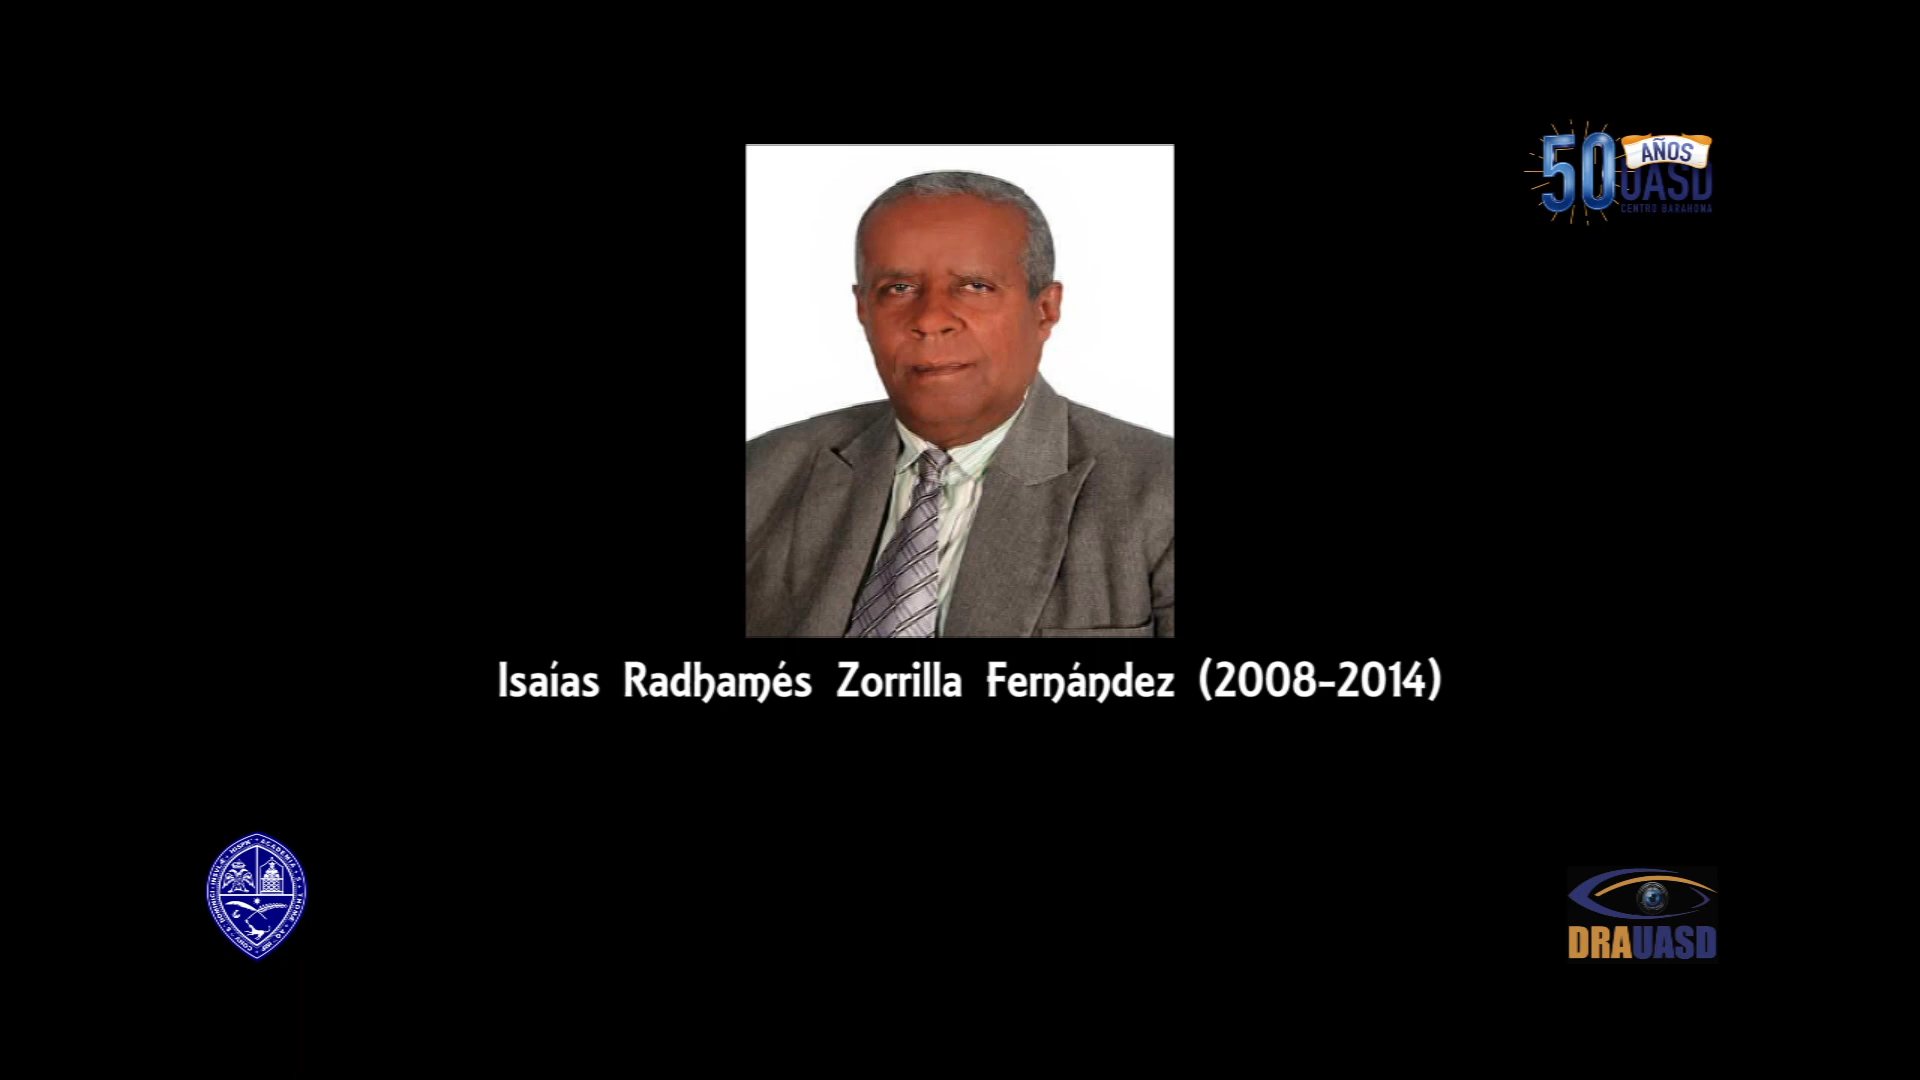 50 AÑOS
UASD
CENTRO BARAHONA
Isaías Radhamés Zorrilla Fernández (2008-2014)
DRAUASD